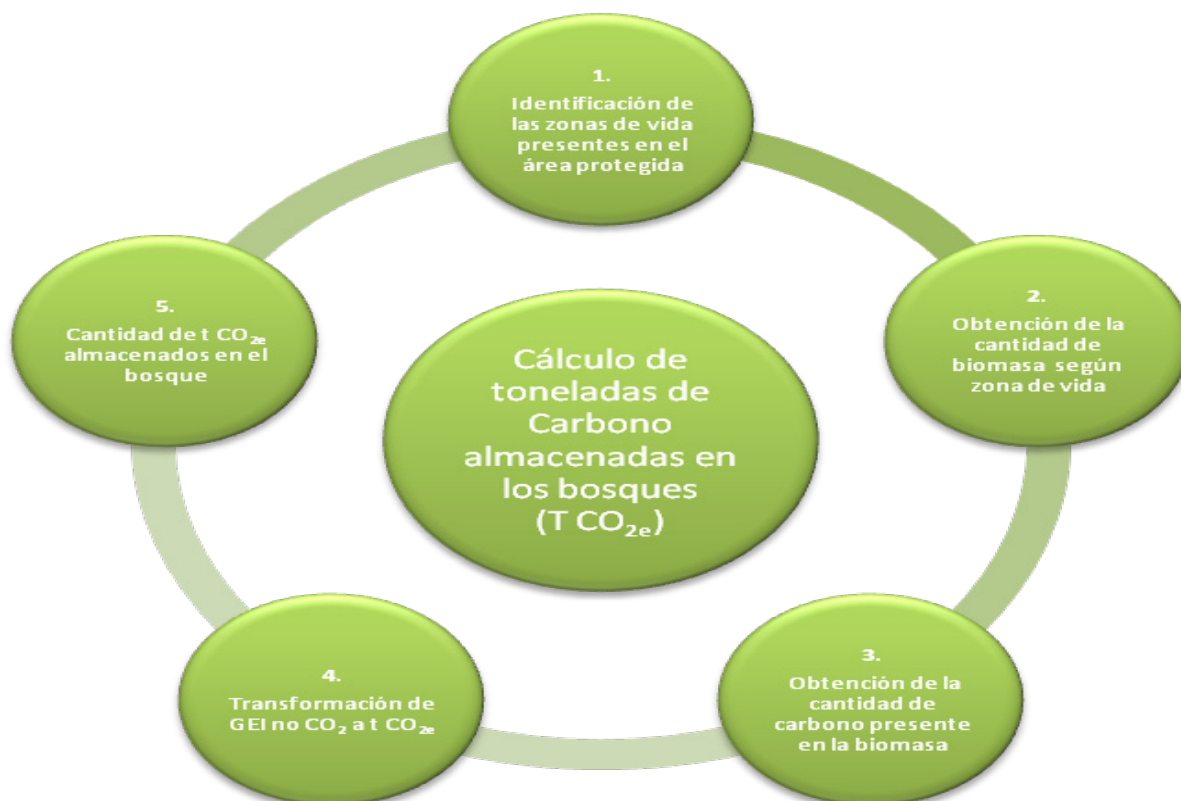 1.
Identificación de
las zonas de vida
presentes en el
área protegida
2.
Obtención de la
cantidad de
biomasa según
zona de vida
3.
Obtención de la
cantidad de
carbono presente
en la biomasa
4.
Transformación de
GEI no CO₂ a t CO₂ₑ
5.
Cantidad de t CO₂ₑ
almacenados en el
bosque
Cálculo de
toneladas de
Carbono
almacenadas en
los bosques
(T CO₂ₑ)